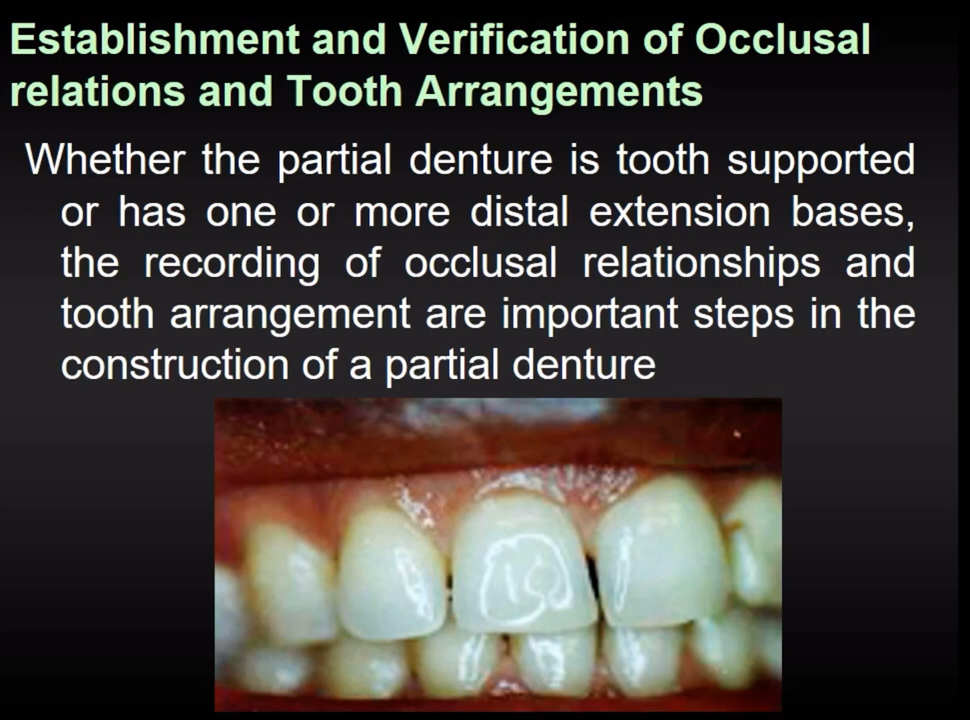 Establishment and Verification of Occlusal
relations and Tooth Arrangements
Whether the partial denture is tooth supported
or has one or more distal extension bases,
the recording of occlusal relationships and
tooth arrangement are important steps in the
construction of a partial denture